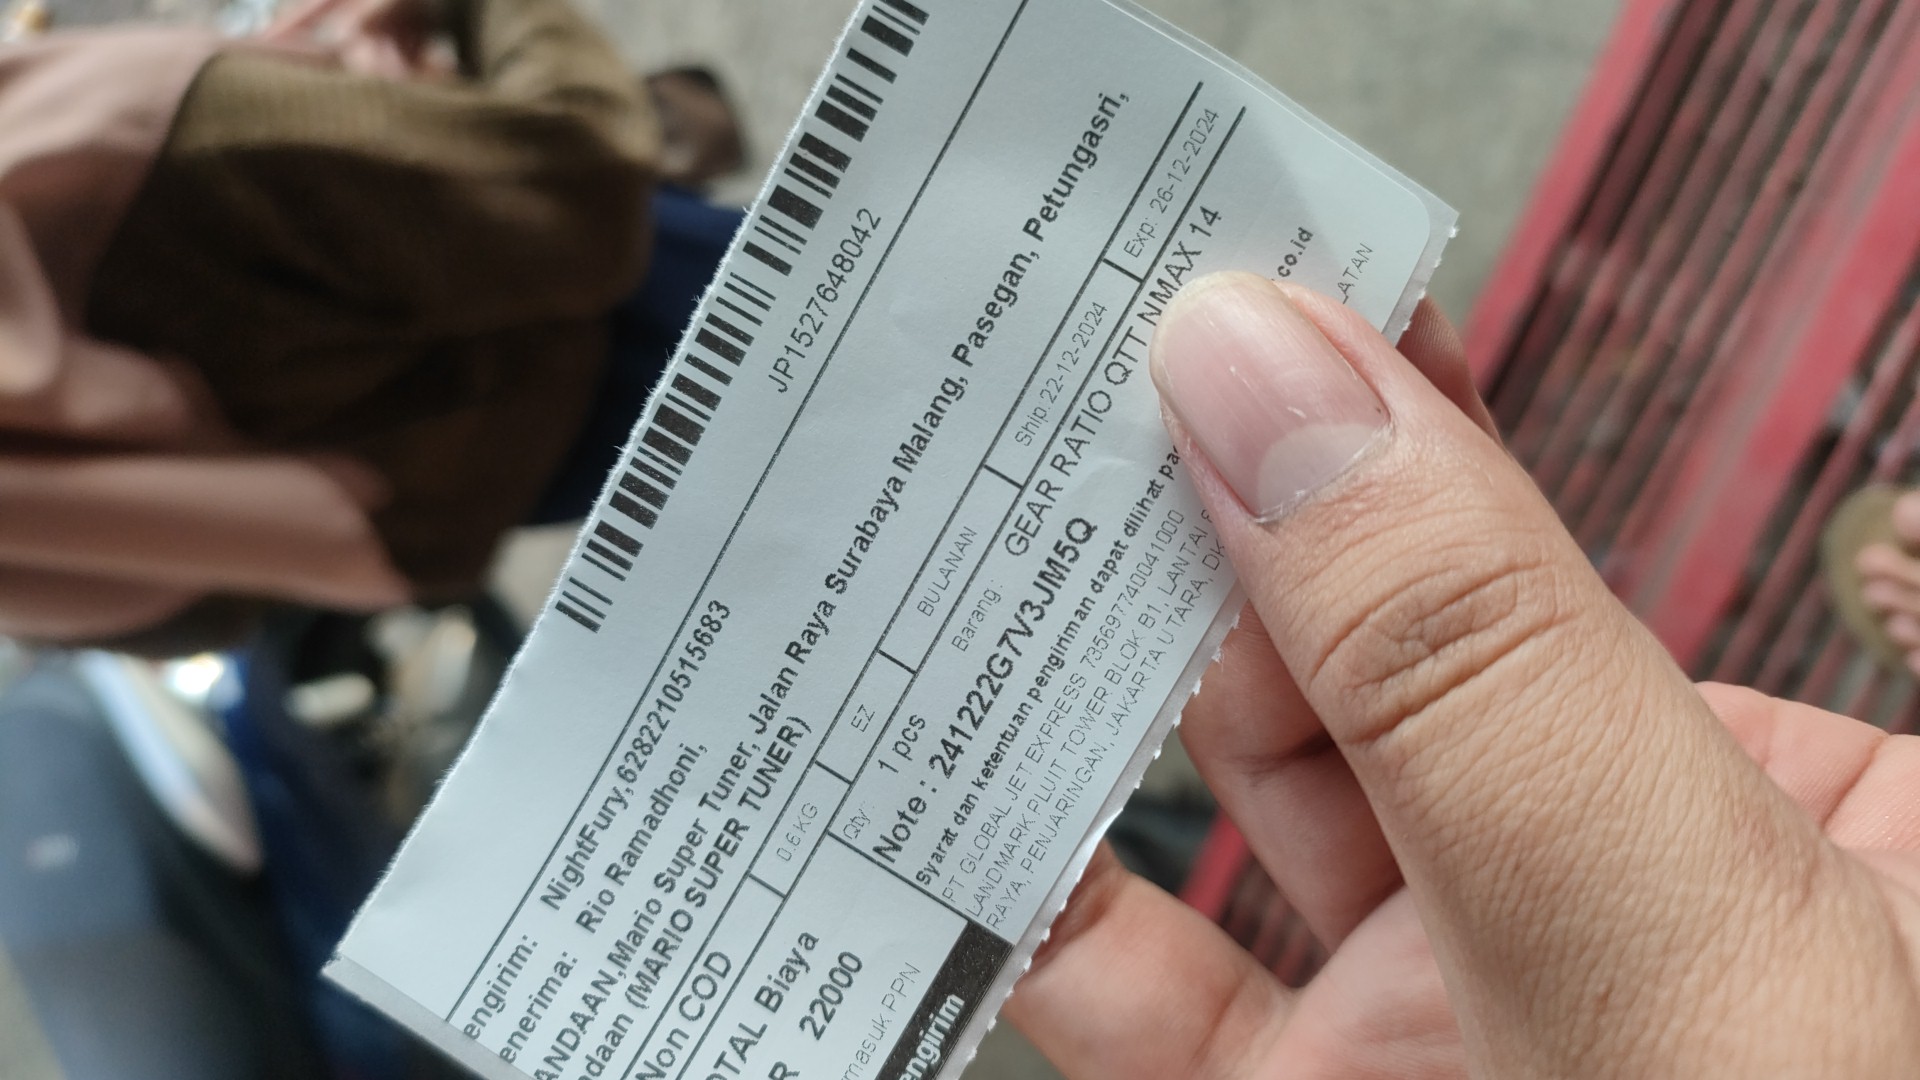 JP1527648042
engirim: NightFury,6282210515683
enerima: Rio Ramadhoni,
ANDAAN,Mario Super Tuner, Jalan Raya Surabaya Malang, Pasegan, Petungasri,
ndaan (MARIO SUPER TUNER)
Non COD
0.6 KG
EZ
BULANAN
Ship:22-12-2024
Exp: 26-12-2024
OTAL Biaya
R 22000
masuk PPN
engirim
Qty: 1 pcs
Barang: GEAR RATIO QTT NMAX 14
Note : 241222G7V3JM5Q
Syarat dan ketentuan pengiriman dapat dilihat pad .co.id
PT GLOBAL JET EXPRESS 735697740041000
LANDMARK PLUIT TOWER BLOK B1, LANTAI LATAN
RAYA, PENJARINGAN, JAKARTA UTARA, DK